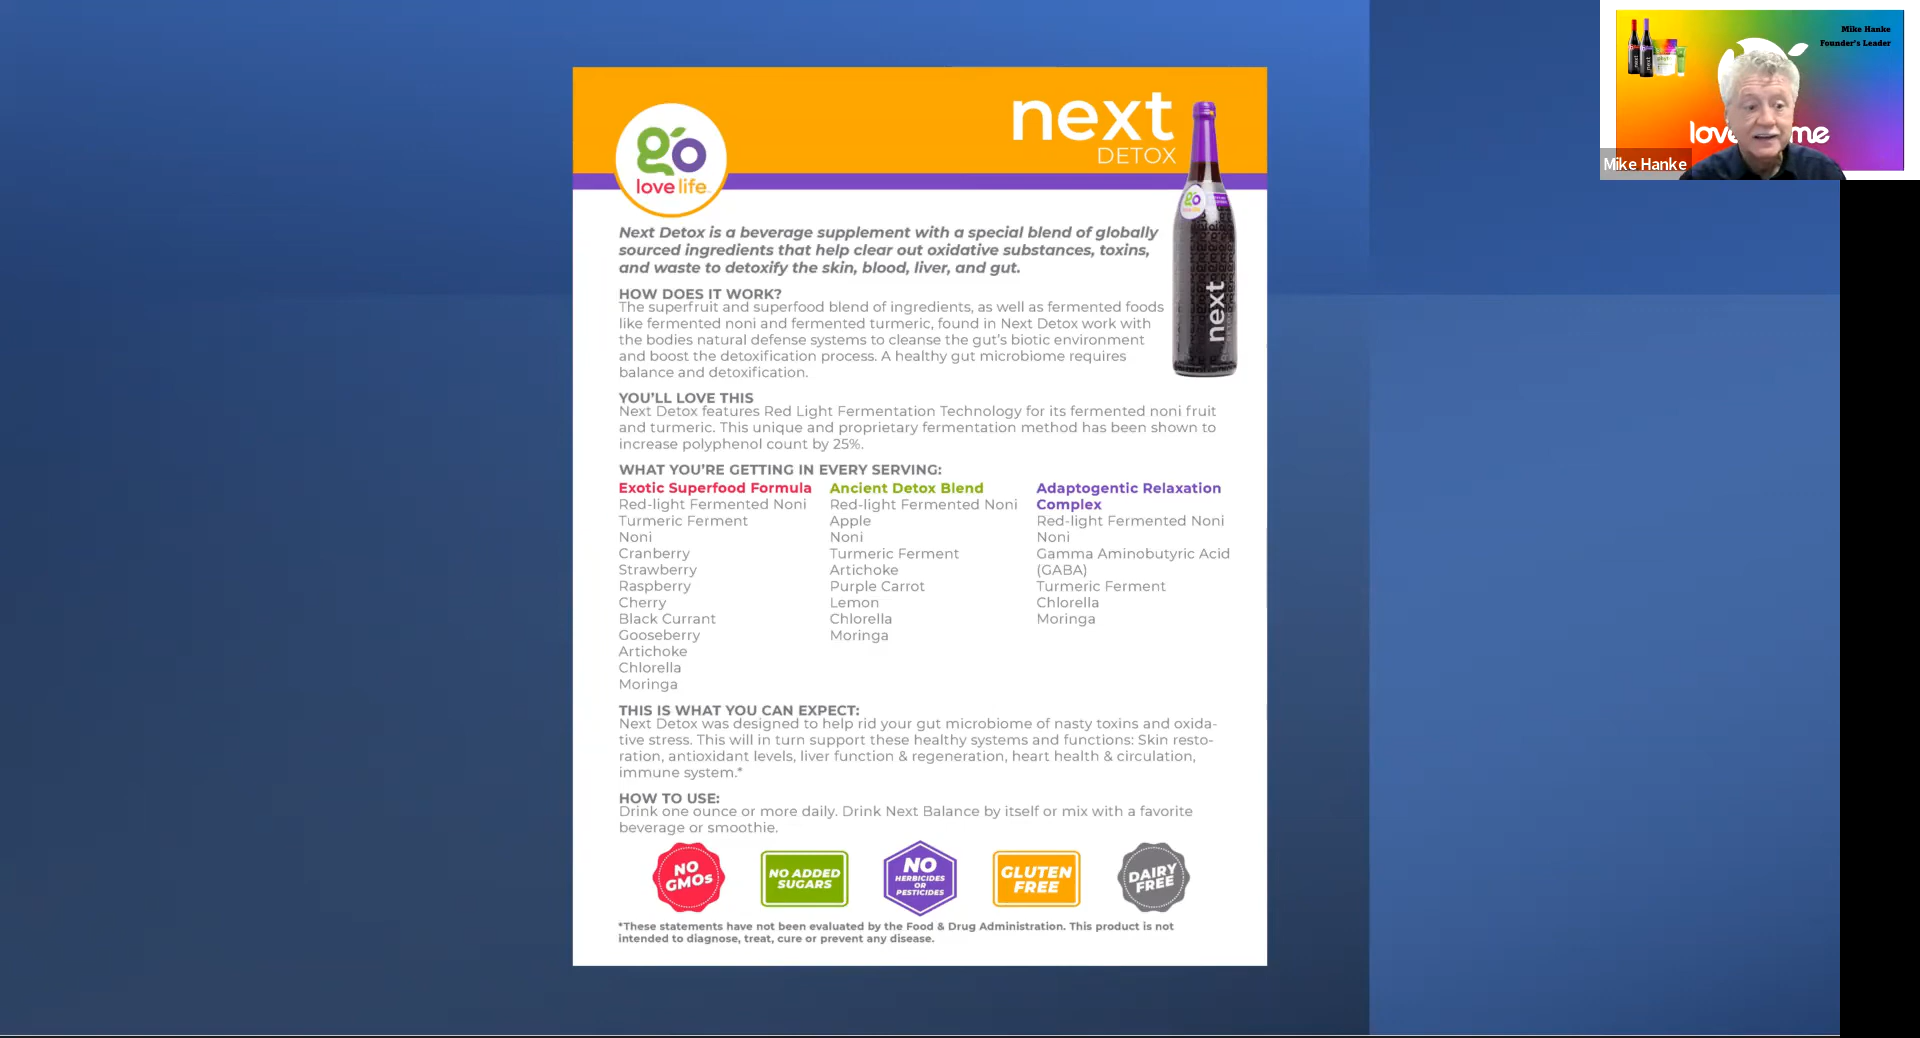 Mike Hanke
Founder's Leader
Mike Hanke
go
love life
next
DETOX
go
next
Next Detox is a beverage supplement with a special blend of globally
sourced ingredients that help clear out oxidative substances, toxins,
and waste to detoxify the skin, blood, liver, and gut.
HOW DOES IT WORK?
The superfruit and superfood blend of ingredients, as well as fermented foods
like fermented noni and fermented turmeric, found in Next Detox work with
the bodies natural defense systems to cleanse the gut's biotic environment
and boost the detoxification process. A healthy gut microbiome requires
balance and detoxification.
YOU'LL LOVE THIS
Next Detox features Red Light Fermentation Technology for its fermented noni fruit
and turmeric. This unique and proprietary fermentation method has been shown to
increase polyphenol count by 25%.
WHAT YOU'RE GETTING IN EVERY SERVING:
Exotic Superfood Formula
Red-light Fermented Noni
Turmeric Ferment
Noni
Cranberry
Strawberry
Raspberry
Cherry
Black Currant
Gooseberry
Artichoke
Chlorella
Moringa
Ancient Detox Blend
Red-light Fermented Noni
Apple
Noni
Turmeric Ferment
Artichoke
Purple Carrot
Lemon
Chlorella
Moringa
Adaptogentic Relaxation
Complex
Red-light Fermented Noni
Noni
Gamma Aminobutyric Acid
(GABA)
Turmeric Ferment
Chlorella
Moringa
THIS IS WHAT YOU CAN EXPECT:
Next Detox was designed to help rid your gut microbiome of nasty toxins and oxida-
tive stress. This will in turn support these healthy systems and functions: Skin resto-
ration, antioxidant levels, liver function & regeneration, heart health & circulation,
immune system.*
HOW TO USE:
Drink one ounce or more daily. Drink Next Balance by itself or mix with a favorite
beverage or smoothie.
NO
GMOs
NO ADDED
SUGARS
NO
HERBICIDES
OR
PESTICIDES
GLUTEN
FREE
DAIRY
FREE
*These statements have not been evaluated by the Food & Drug Administration. This product is not
intended to diagnose, treat, cure or prevent any disease.